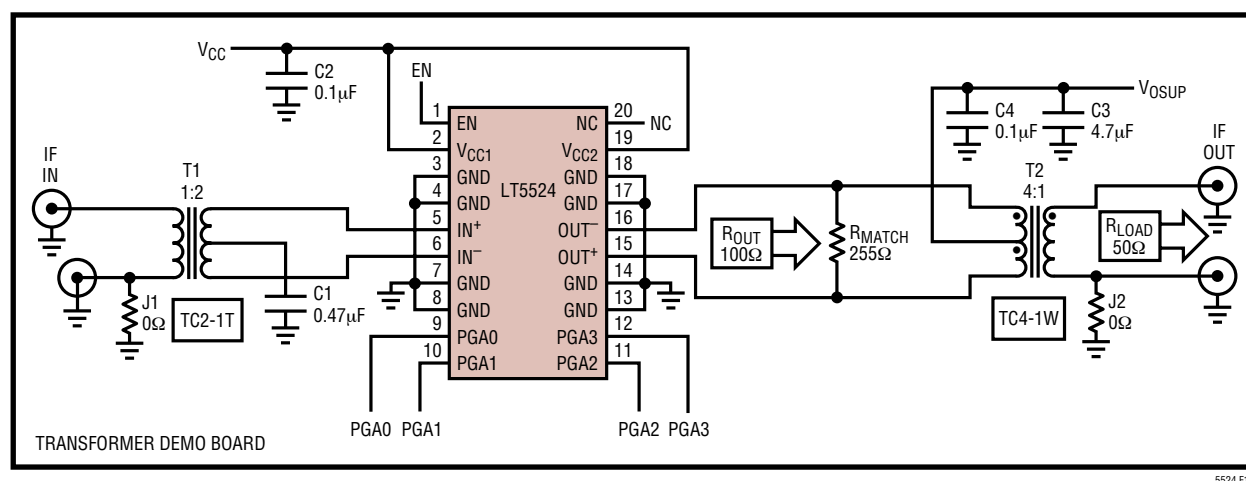 VCC
C2
0.1µF
EN
1
EN
2
VCC1
3
GND
4
GND
5
IN+
6
IN−
7
GND
8
GND
9
PGA0
10
PGA1
LT5524
20
NC
NC
19
VCC2
18
GND
17
GND
16
OUT−
15
OUT+
14
GND
13
GND
12
PGA3
11
PGA2
IF
IN
T1
1:2
J1
0Ω
TC2-1T
C1
0.47µF
PGA0 PGA1
PGA2 PGA3
ROUT
100Ω
RMATCH
255Ω
C4
0.1µF
C3
4.7µF
VOSUP
IF
OUT
T2
4:1
RLOAD
50Ω
TC4-1W
J2
0Ω
TRANSFORMER DEMO BOARD